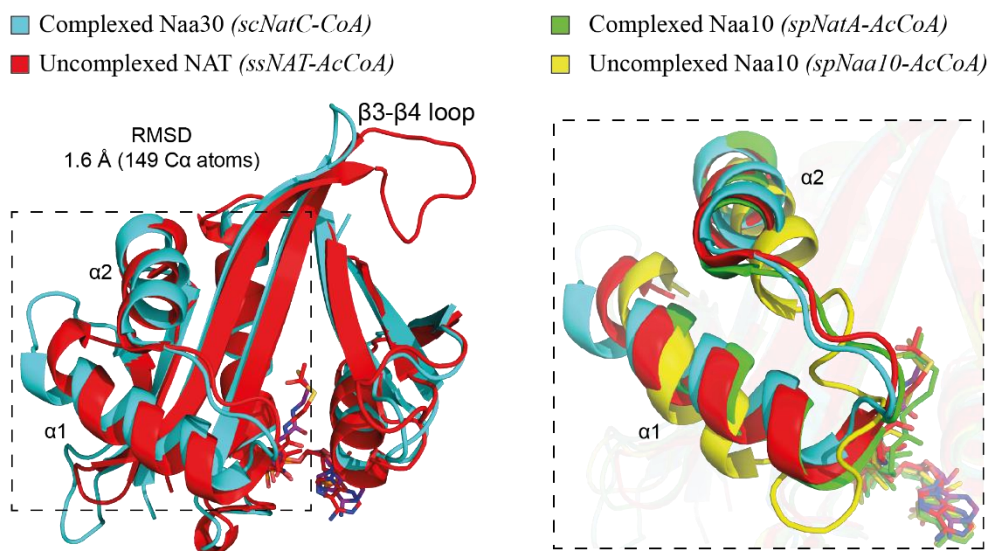 Complexed Naa30 (scNatC-CoA)
Uncomplexed NAT (ssNAT-AcCoA)
Complexed Naa10 (spNatA-AcCoA)
Uncomplexed Naa10 (spNaa10-AcCoA)
β3-β4 loop
RMSD
1.6 Å (149 Cα atoms)
α2
α1
α2
α1